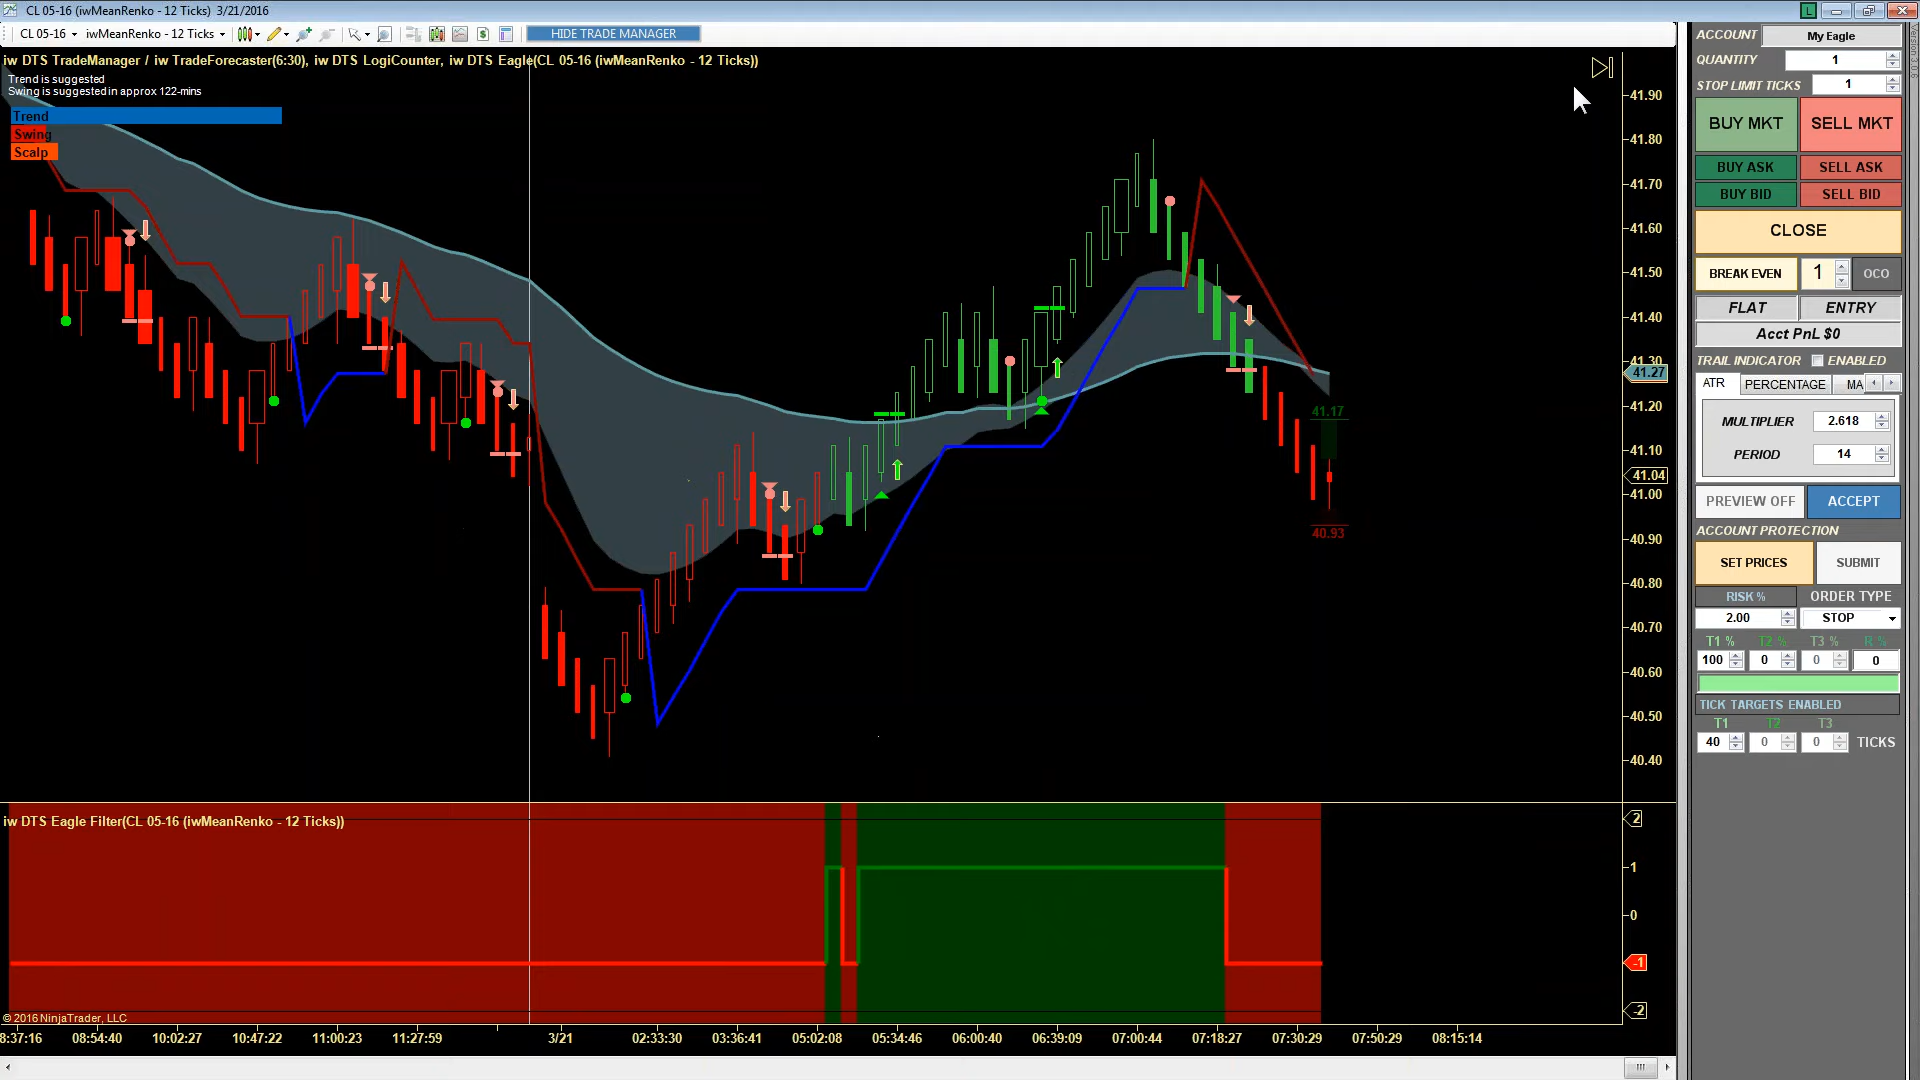 CL 05-16 (iwMeanRenko - 12 Ticks) 3/21/2016
L
CL 05-16 iwMeanRenko - 12 Ticks HIDE TRADE MANAGER
iw DTS TradeManager / iw TradeForecaster(6:30), iw DTS LogiCounter, iw DTS Eagle(CL 05-16 (iwMeanRenko - 12 Ticks))
Trend is suggested
Swing is suggested in approx 122-mins
Trend
Swing
Scalp
41.90
41.80
41.70
41.60
41.50
41.40
41.30
41.27
41.20
41.10
41.04
41.00
40.90
40.80
40.70
40.60
40.50
40.40
41.17
40.93
iw DTS Eagle Filter(CL 05-16 (iwMeanRenko - 12 Ticks))
2
1
0
-1
-2
© 2016 NinjaTrader, LLC
8:37:16 08:54:40 10:02:27 10:47:22 11:00:23 11:27:59 3/21 02:33:30 03:36:41 05:02:08 05:34:46 06:00:40 06:39:09 07:00:44 07:18:27 07:30:29 07:50:29 08:15:14
ACCOUNT My Eagle
QUANTITY 1
STOP LIMIT TICKS 1
BUY MKT SELL MKT
BUY ASK SELL ASK
BUY BID SELL BID
CLOSE
BREAK EVEN 1 OCO
FLAT ENTRY
Acct PnL $0
TRAIL INDICATOR ENABLED
ATR PERCENTAGE MA
MULTIPLIER 2.618
PERIOD 14
PREVIEW OFF ACCEPT
ACCOUNT PROTECTION
SET PRICES SUBMIT
RISK % ORDER TYPE
2.00 STOP
T1 % T2 % T3 % R %
100 0 0 0
TICK TARGETS ENABLED
T1 T2 T3
40 0 0 TICKS
Version 3.0.6